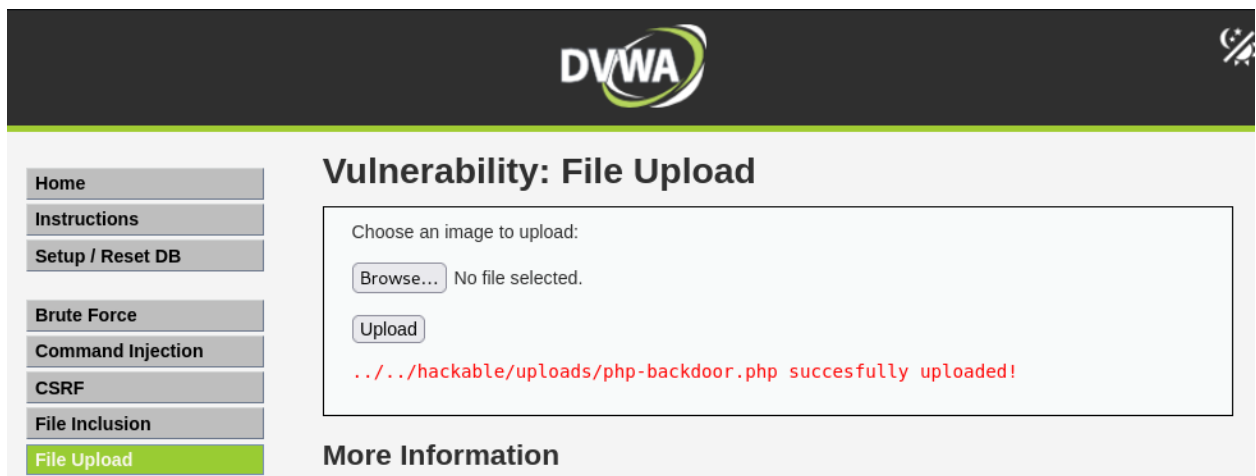 DVWA
Vulnerability: File Upload
Home
Instructions
Setup / Reset DB
Brute Force
Command Injection
CSRF
File Inclusion
File Upload
Choose an image to upload:
Browse... No file selected.
Upload
../../hackable/uploads/php-backdoor.php succesfully uploaded!
More Information